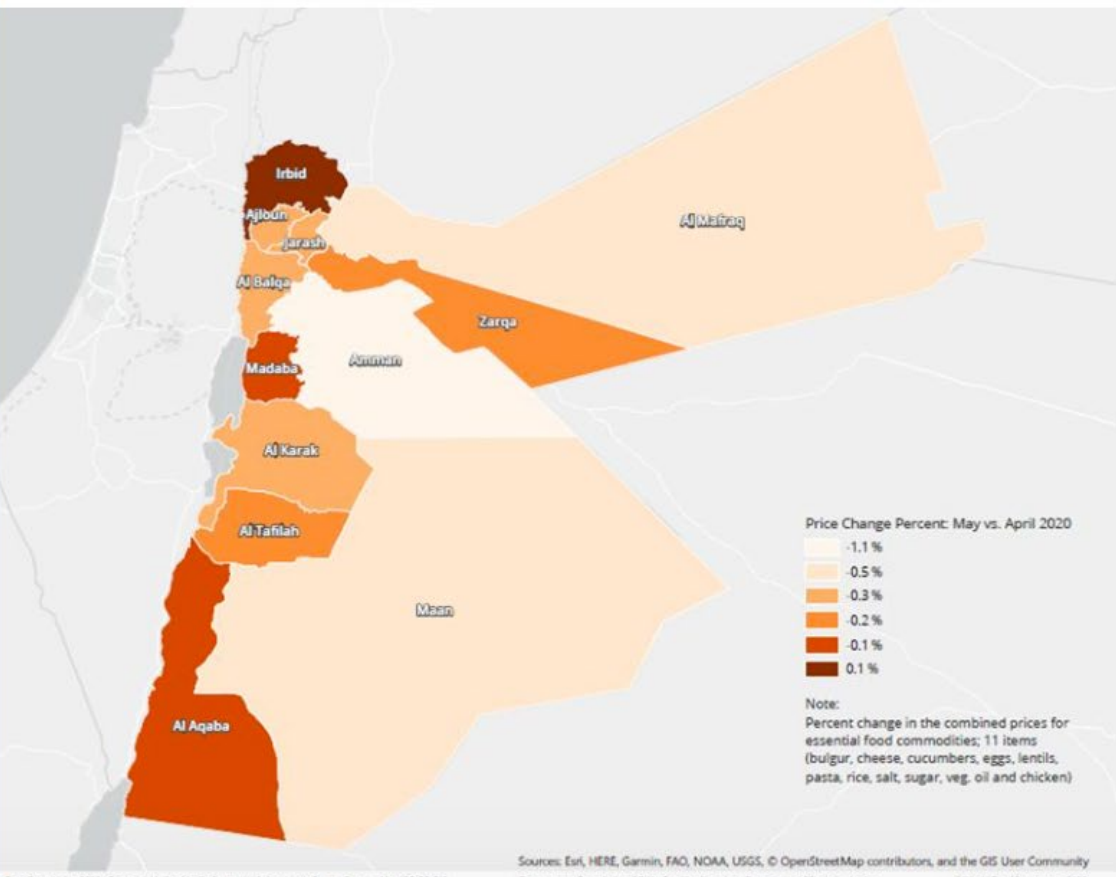 Irbid
Ajloun
Jarash
Al Mafraq
Al Balqa
Zarqa
Amman
Madaba
Al Karak
Al Tafilah
Maan
Al Aqaba
Price Change Percent: May vs. April 2020
-1.1 %
-0.5 %
-0.3 %
-0.2 %
-0.1 %
0.1 %
Note:
Percent change in the combined prices for
essential food commodities; 11 items
(bulgur, cheese, cucumbers, eggs, lentils,
pasta, rice, salt, sugar, veg. oil and chicken)
Sources: Esri, HERE, Garmin, FAO, NOAA, USGS, © OpenStreetMap contributors, and the GIS User Community